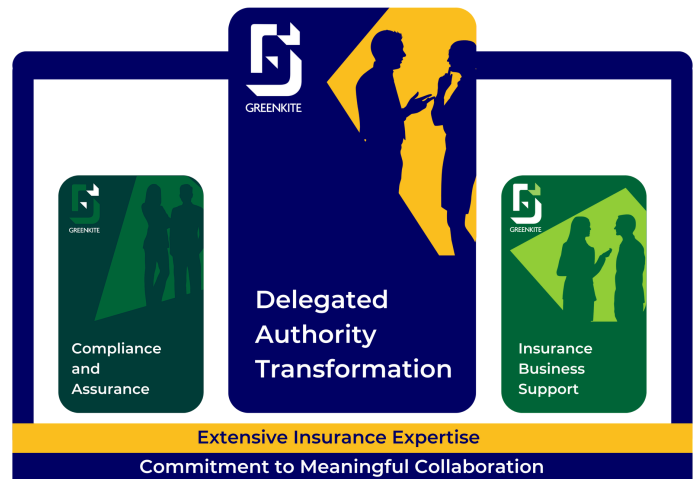 GREENKITE
Delegated
Authority
Transformation
GREENKITE
Compliance
and
Assurance
GREENKITE
Insurance
Business
Support
Extensive Insurance Expertise
Commitment to Meaningful Collaboration